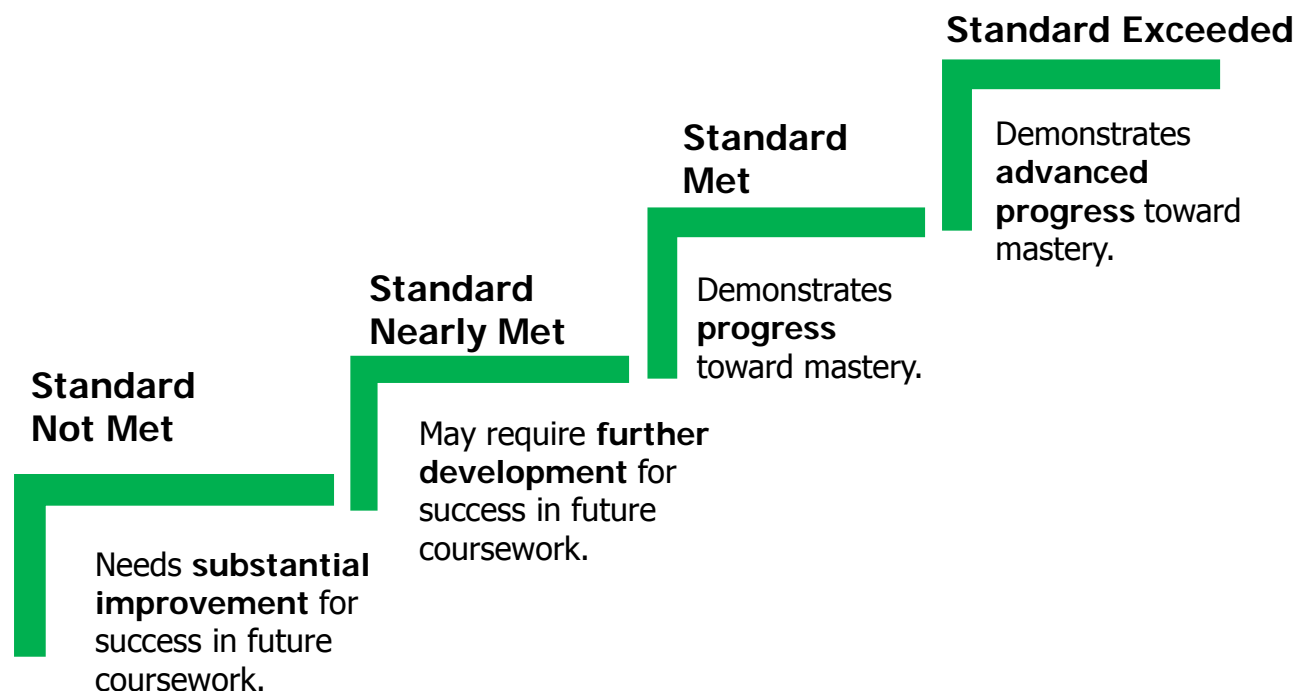 Standard Exceeded
Demonstrates
advanced
progress toward
mastery.
Standard
Met
Demonstrates
progress
toward mastery.
Standard
Nearly Met
May require further
development for
success in future
coursework.
Standard
Not Met
Needs substantial
improvement for
success in future
coursework.